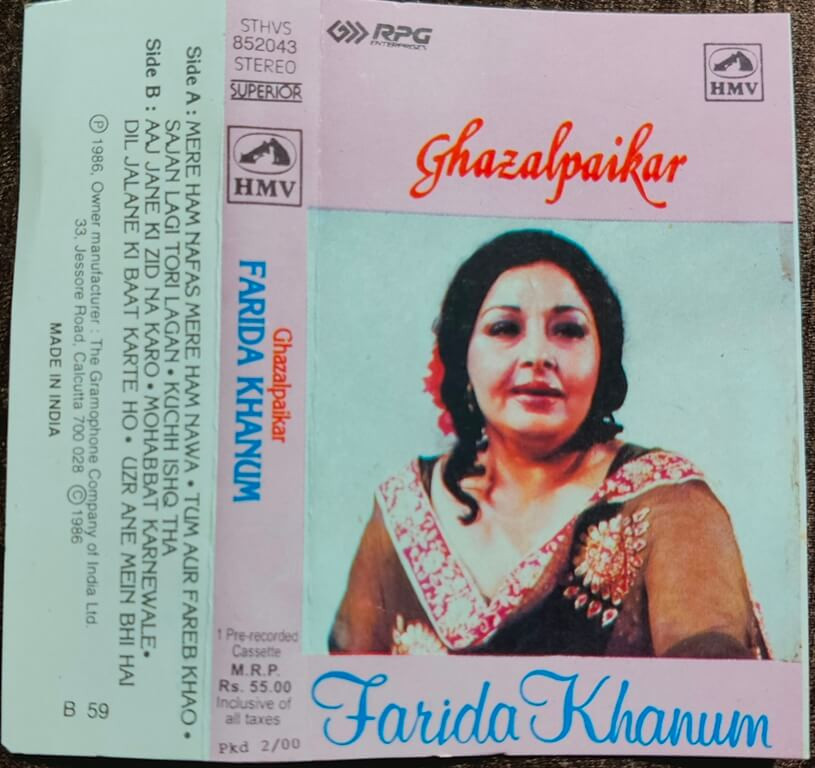 Side A : MERE HAM NAFAS MERE HAM NAWA • TUM AUR FAREB KHAO •
SAJAN LAGI TORI LAGAN • KUCHH ISHQ THA
Side B : AAJ JANE KI ZID NA KARO • MOHABBAT KARNEWALE •
DIL JALANE KI BAAT KARTE HO • UZR ANE MEIN BHI HAI
Ⓟ 1986, Owner manufacturer : The Gramophone Company of India Ltd.
33, Jessore Road, Calcutta 700 028 © 1986
MADE IN INDIA
B 59
STHVS
852043
STEREO
SUPERIOR
HMV
Ghazalpaikar
FARIDA KHANUM
1 Pre-recorded
Cassette
M.R.P.
Rs. 55.00
Inclusive of
all taxes
Pkd 2/00
RPG
ENTERPRISES
HMV
Ghazalpaikar
Farida Khanum